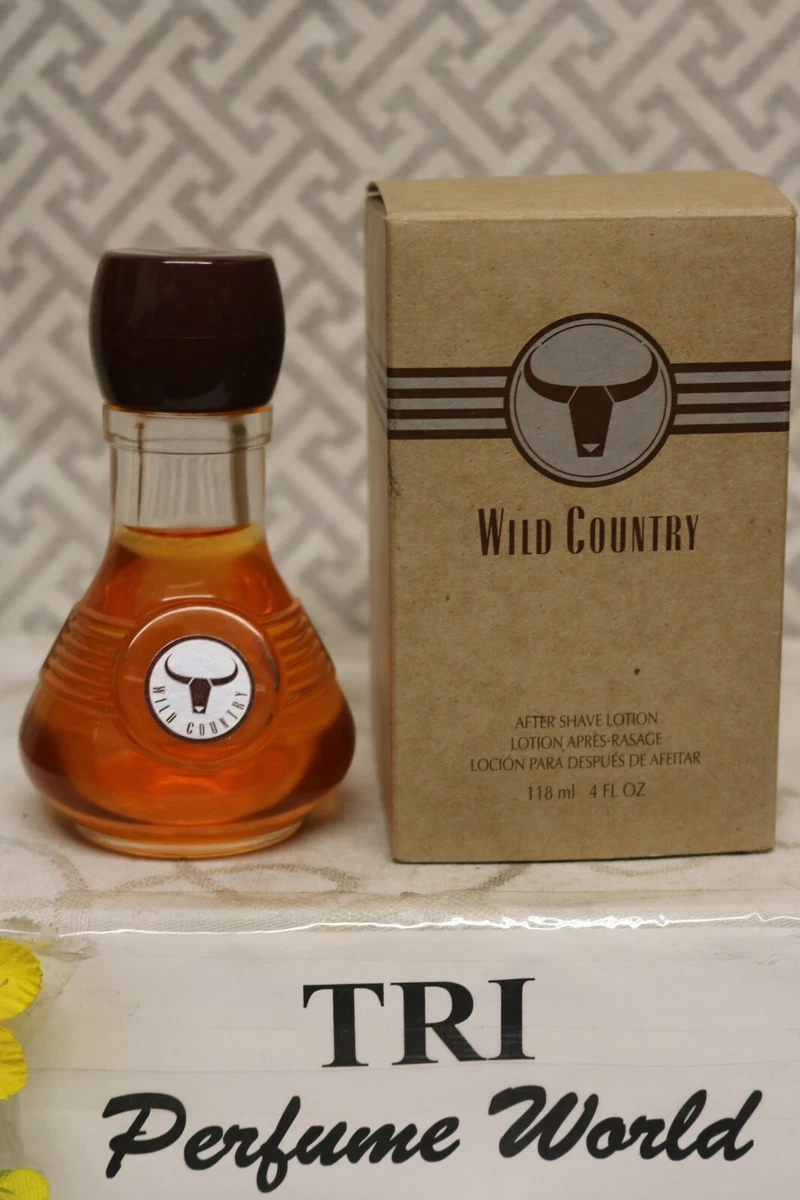 WILD COUNTRY
WILD COUNTRY
AFTER SHAVE LOTION
LOTION APRÈS-RASAGE
LOCIÓN PARA DESPUÉS DE AFEITAR
118 ml 4 FL OZ
TRI
Perfume World